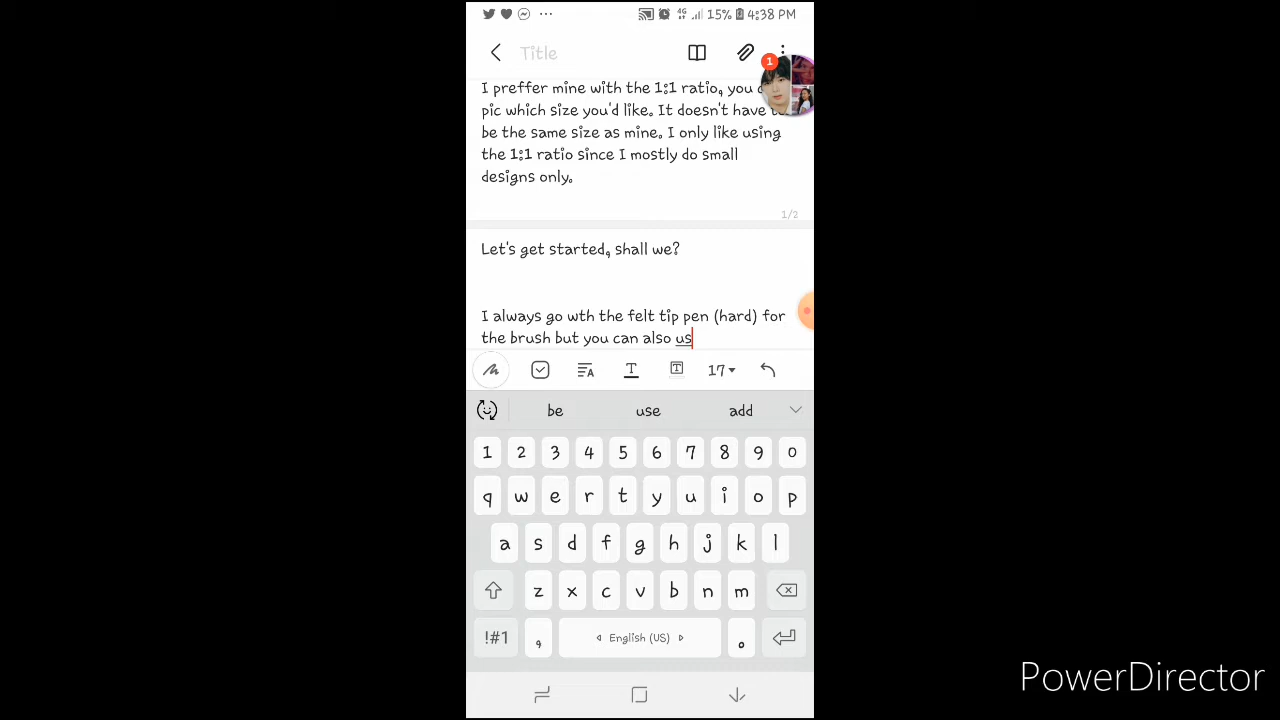 15% 4:38 PM
Title
1
I preffer mine with the 1:1 ratio, you
pic which size you'd like. It doesn't have
be the same size as mine. I only like using
the 1:1 ratio since I mostly do small
designs only.
1/2
Let's get started, shall we?
I always go wth the felt tip pen (hard) for
the brush but you can also us
17
be use add
1 2 3 4 5 6 7 8 9 0
q w e r t y u i o p
a s d f g h j k l
z x c v b n m
!#1 , English (US) .
PowerDirector